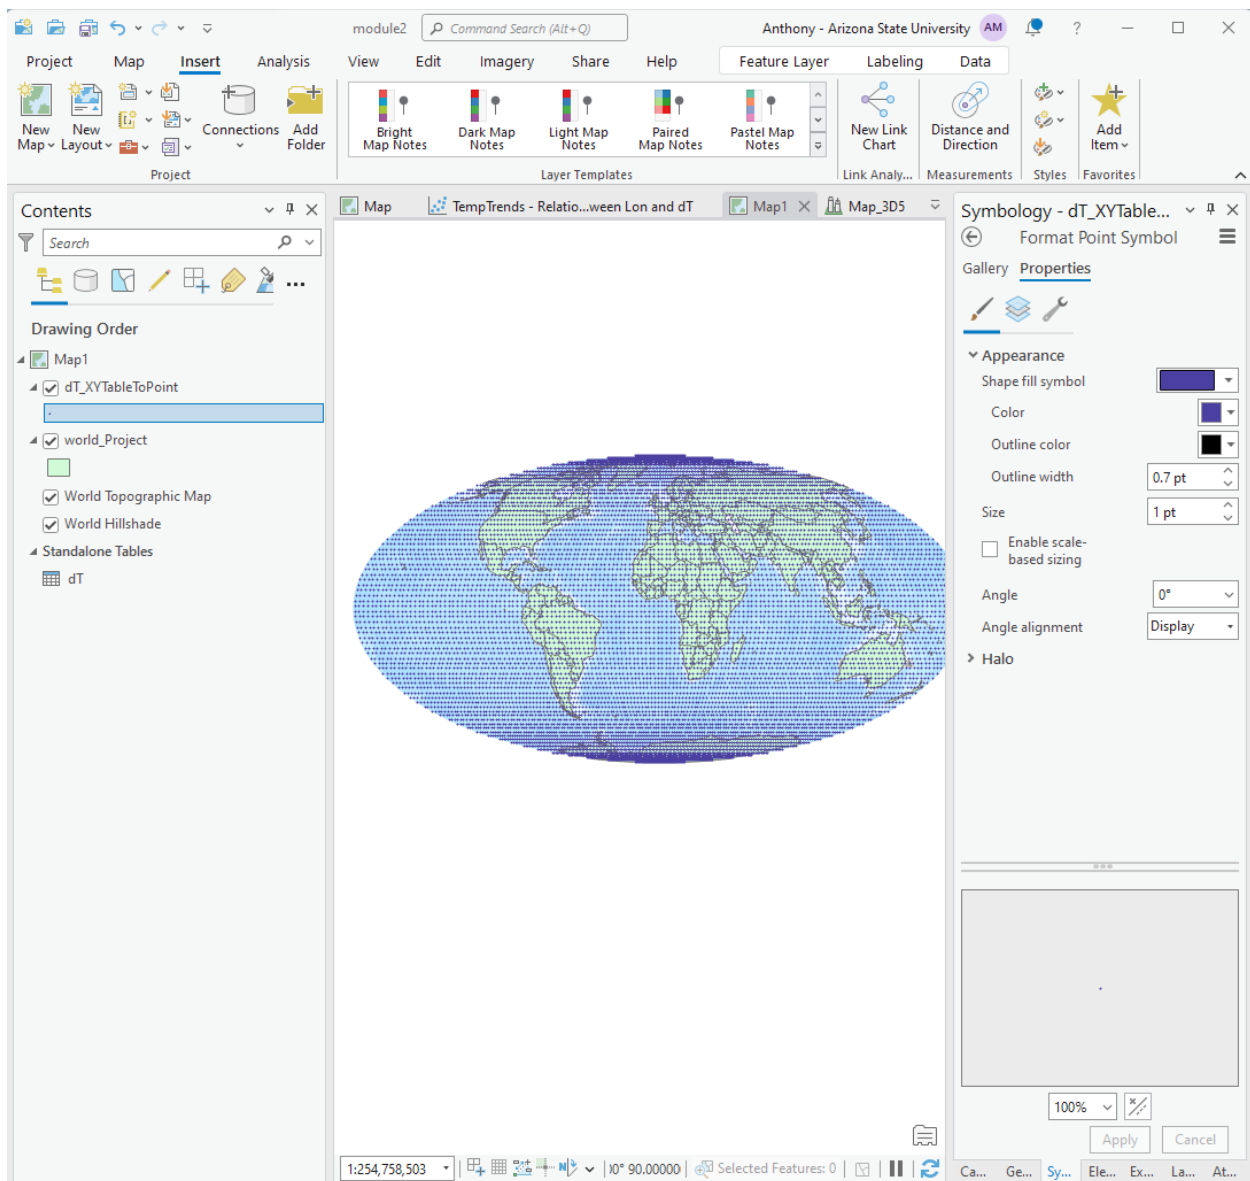 module2
Command Search (Alt+Q)
Anthony - Arizona State University
AM
?
Project
Map
Insert
Analysis
View
Edit
Imagery
Share
Help
Feature Layer
Labeling
Data
New
Map
New
Layout
Connections
Add
Folder
Bright
Map Notes
Dark Map
Notes
Light Map
Notes
Paired
Map Notes
Pastel Map
Notes
New Link
Chart
Distance and
Direction
Add
Item
Project
Layer Templates
Link Analy...
Measurements
Styles
Favorites
Contents
Search
Drawing Order
Map1
dT_XYTableToPoint
world_Project
World Topographic Map
World Hillshade
Standalone Tables
dT
Map
TempTrends - Relatio...ween Lon and dT
Map1
Map_3D5
1:254,758,503
)0° 90.00000
Selected Features: 0
Symbology - dT_XYTable...
Format Point Symbol
Gallery
Properties
Appearance
Shape fill symbol
Color
Outline color
Outline width
0.7 pt
Size
1 pt
Enable scale-
based sizing
Angle
0°
Angle alignment
Display
Halo
100%
Apply
Cancel
Ca...
Ge...
Sy...
Ele...
Ex...
La...
At...